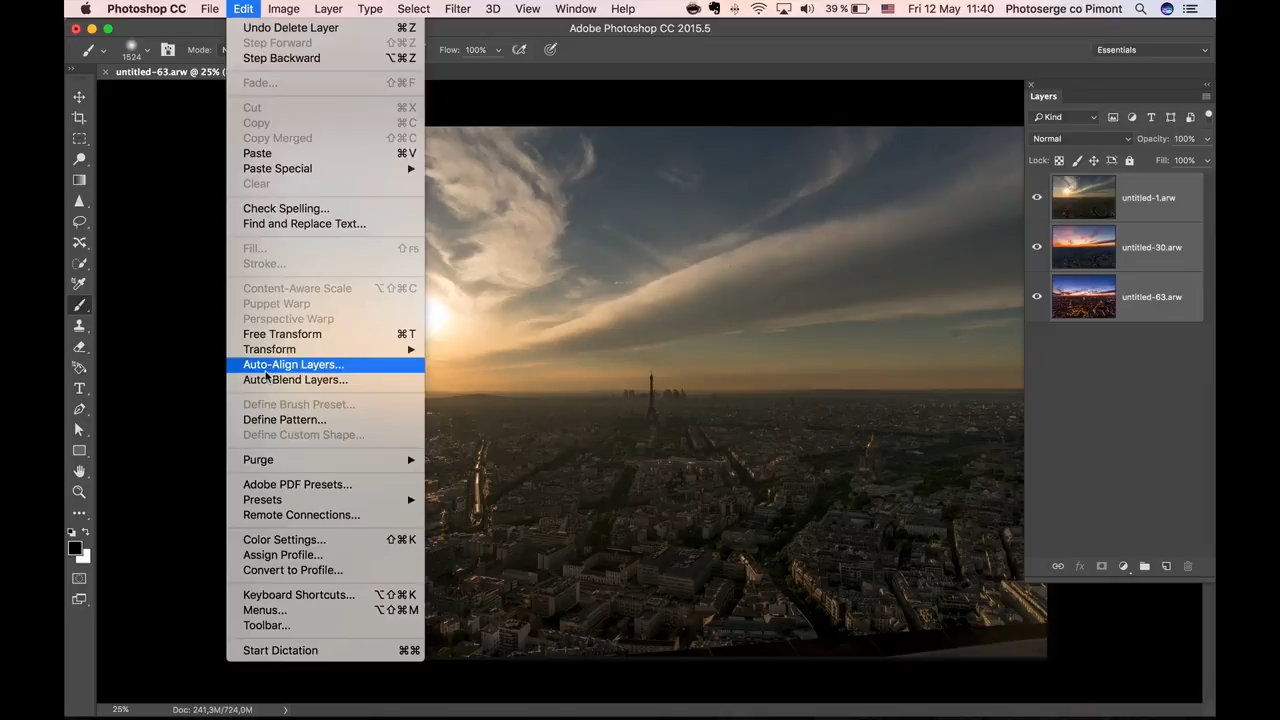 Photoshop CC File Edit Image Layer Type Select Filter 3D View Window Help 39 % Fri 12 May 11:40 Photoserge co Pimont
Adobe Photoshop CC 2015.5
1524 Mode: Flow: 100% Essentials
untitled-63.arw @ 25% (
Undo Delete Layer ⌘Z
Step Forward ⇧⌘Z
Step Backward ⌥⌘Z
Fade... ⇧⌘F
Cut ⌘X
Copy ⌘C
Copy Merged ⇧⌘C
Paste ⌘V
Paste Special
Clear
Check Spelling...
Find and Replace Text...
Fill... ⇧F5
Stroke...
Content-Aware Scale ⌥⇧⌘C
Puppet Warp
Perspective Warp
Free Transform ⌘T
Transform
Auto-Align Layers...
Auto-Blend Layers...
Define Brush Preset...
Define Pattern...
Define Custom Shape...
Purge
Adobe PDF Presets...
Presets
Remote Connections...
Color Settings... ⇧⌘K
Assign Profile...
Convert to Profile...
Keyboard Shortcuts... ⌥⇧⌘K
Menus... ⌥⇧⌘M
Toolbar...
Start Dictation ⌘⌘
Layers
Kind
Normal Opacity: 100%
Lock: Fill: 100%
untitled-1.arw
untitled-30.arw
untitled-63.arw
25% Doc: 241,3M/724,0M